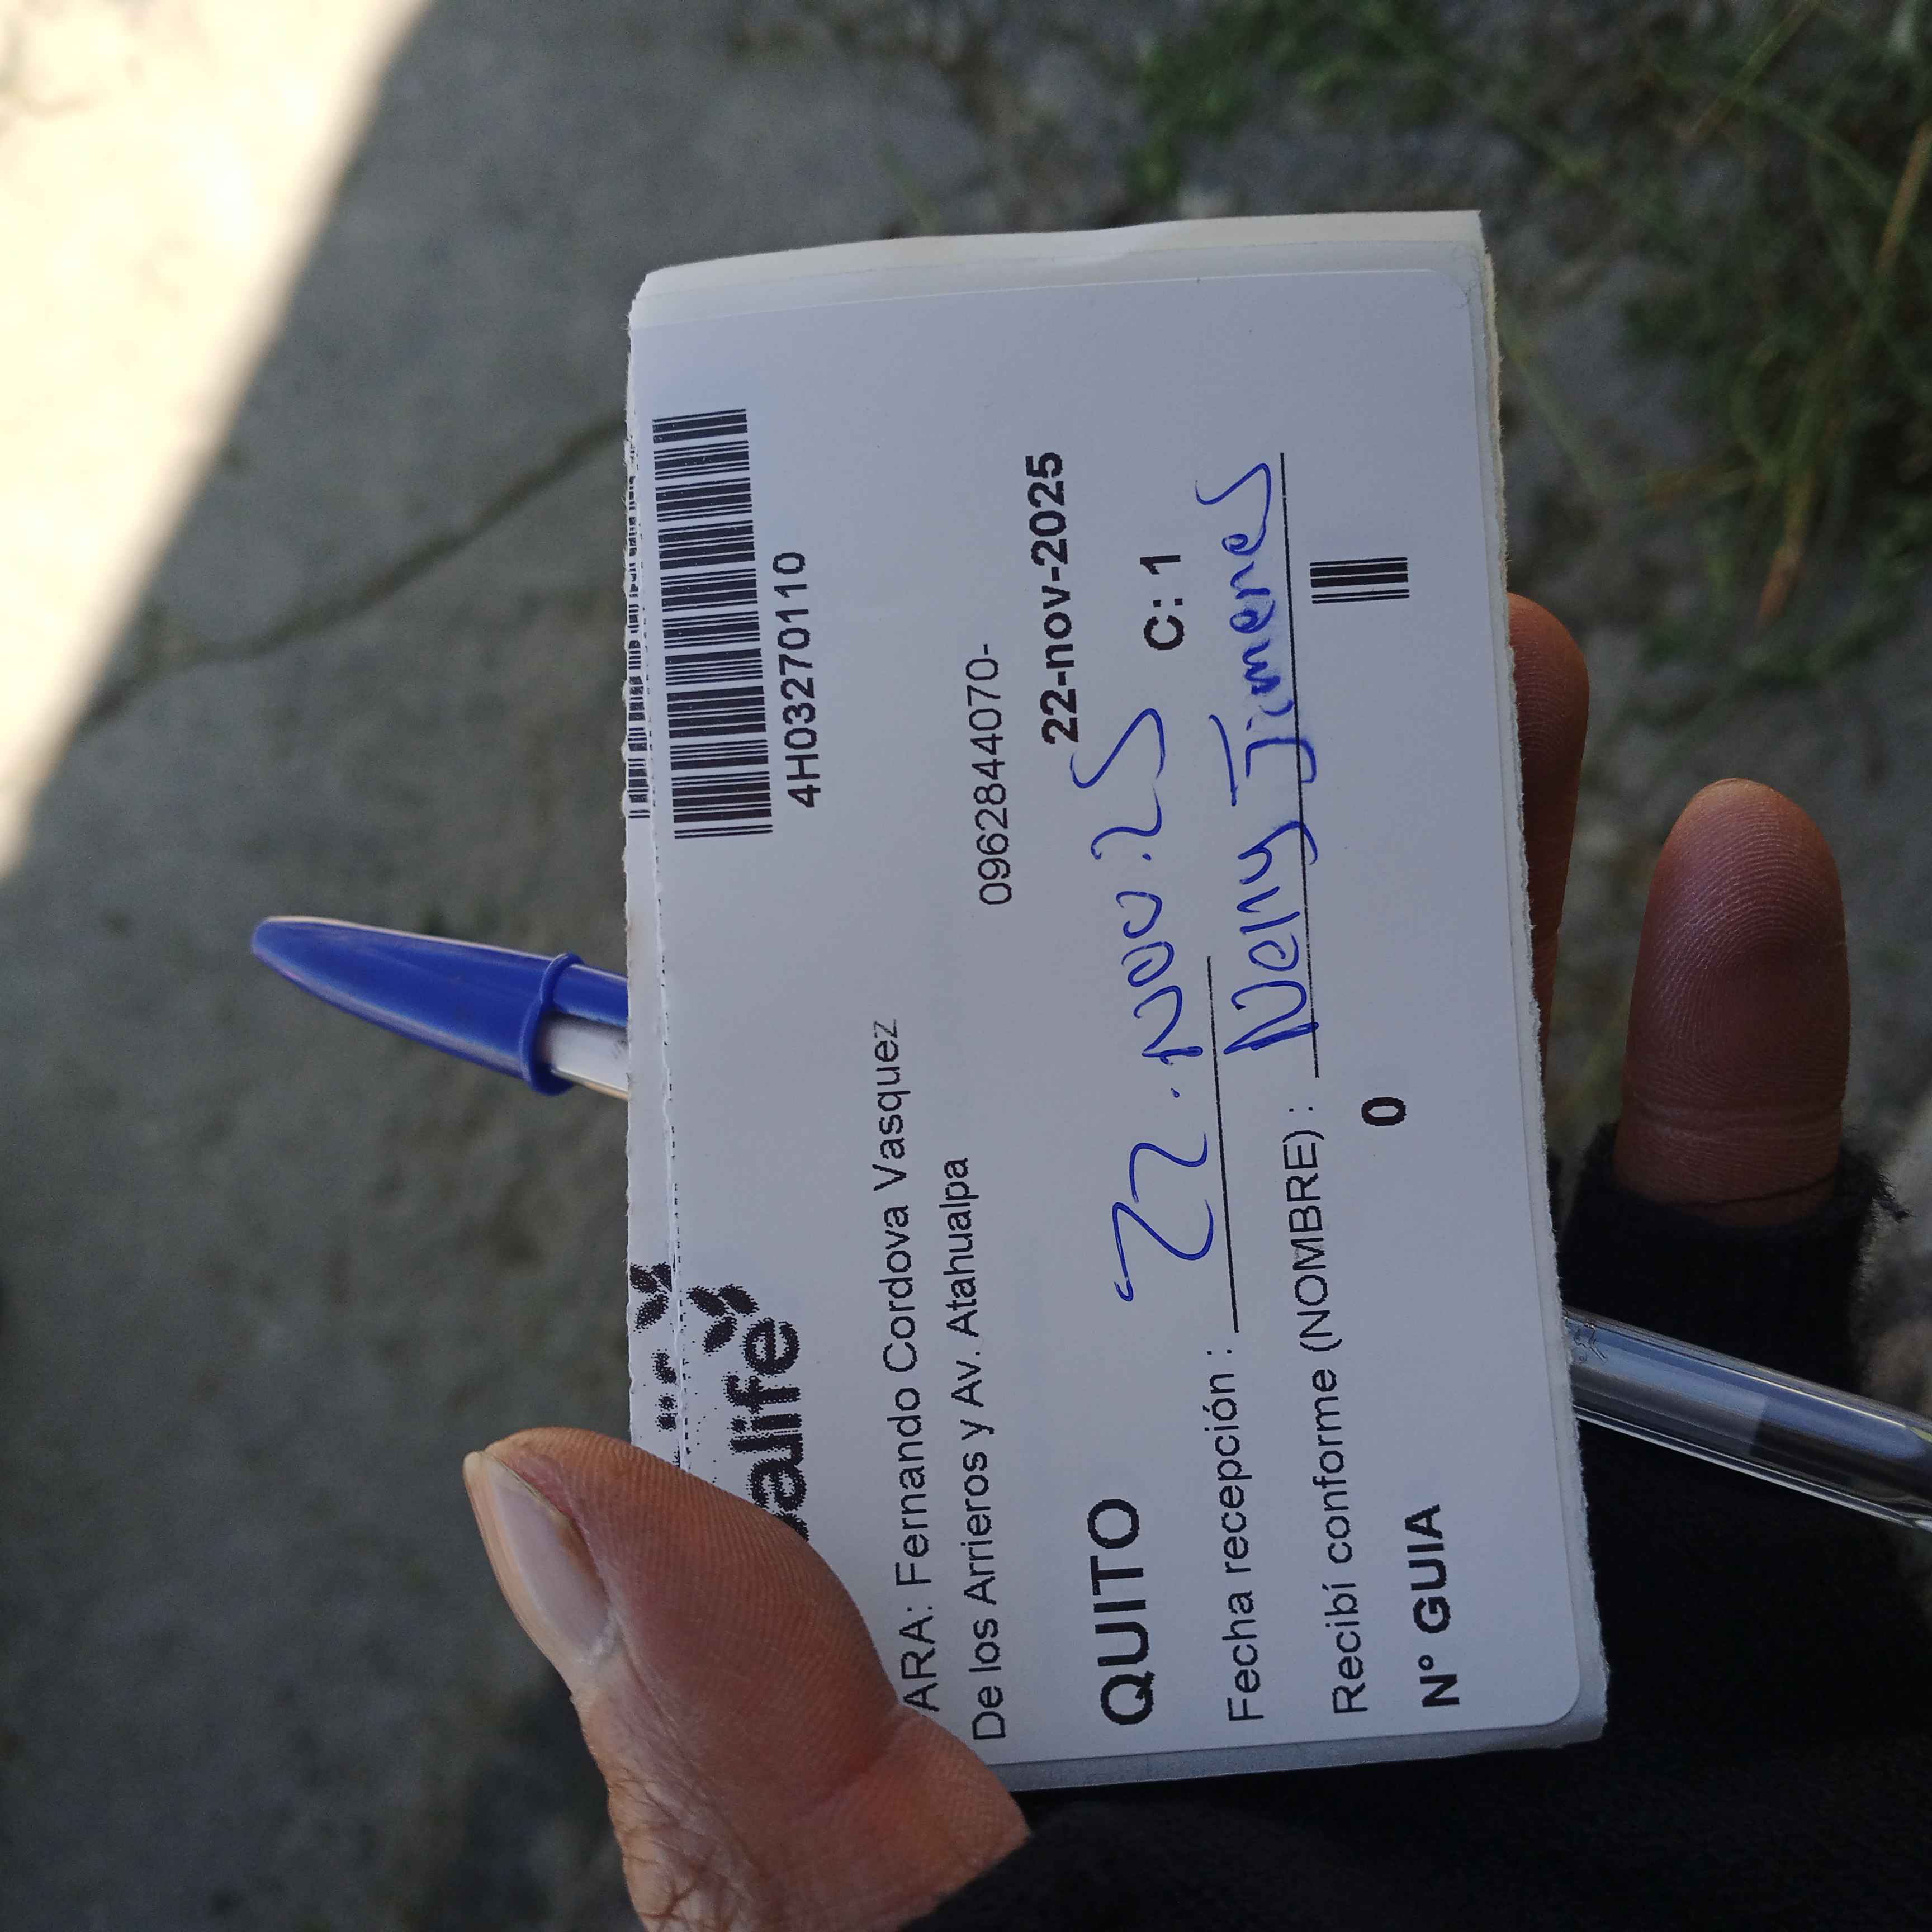 4H03270110
ARA: Fernando Cordova Vasquez
De los Arrieros y Av. Atahualpa
0962844070-
QUITO 22-nov-2025
Fecha recepción : 22. Nov. 25 C: 1
Recibí conforme (NOMBRE) : Nelly Jimenes
N° GUIA 0